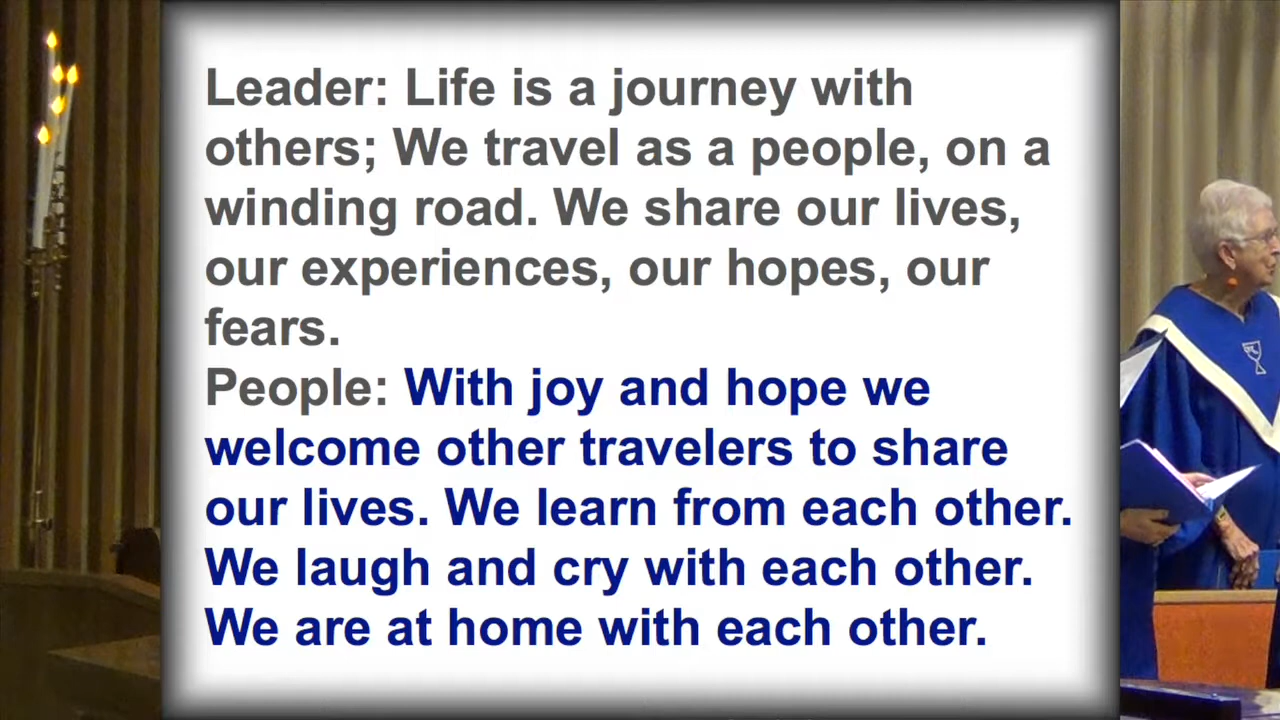 Leader: Life is a journey with
others; We travel as a people, on a
winding road. We share our lives,
our experiences, our hopes, our
fears.
People: With joy and hope we
welcome other travelers to share
our lives. We learn from each other.
We laugh and cry with each other.
We are at home with each other.